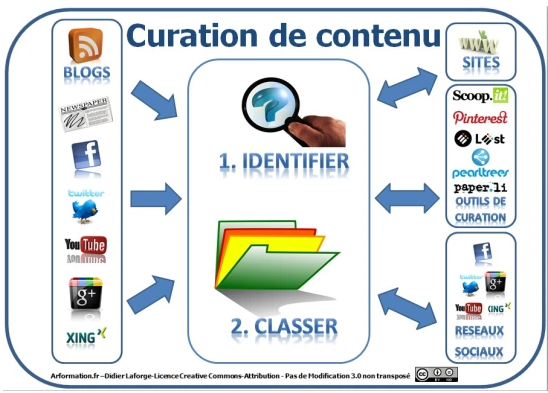 Curation de contenu
BLOGS
NEWSPAPER
f
twitter
YouTube
g+
XING
1. IDENTIFIER
2. CLASSER
WWW
SITES
Scoop.it!
Pinterest
pearltrees
paper.li
OUTILS DE
CURATION
f
twitter
g+
YouTube
XING
RESEAUX
SOCIAUX
Arformation.fr –Didier Laforge-Licence Creative Commons-Attribution - Pas de Modification 3.0 non transposé